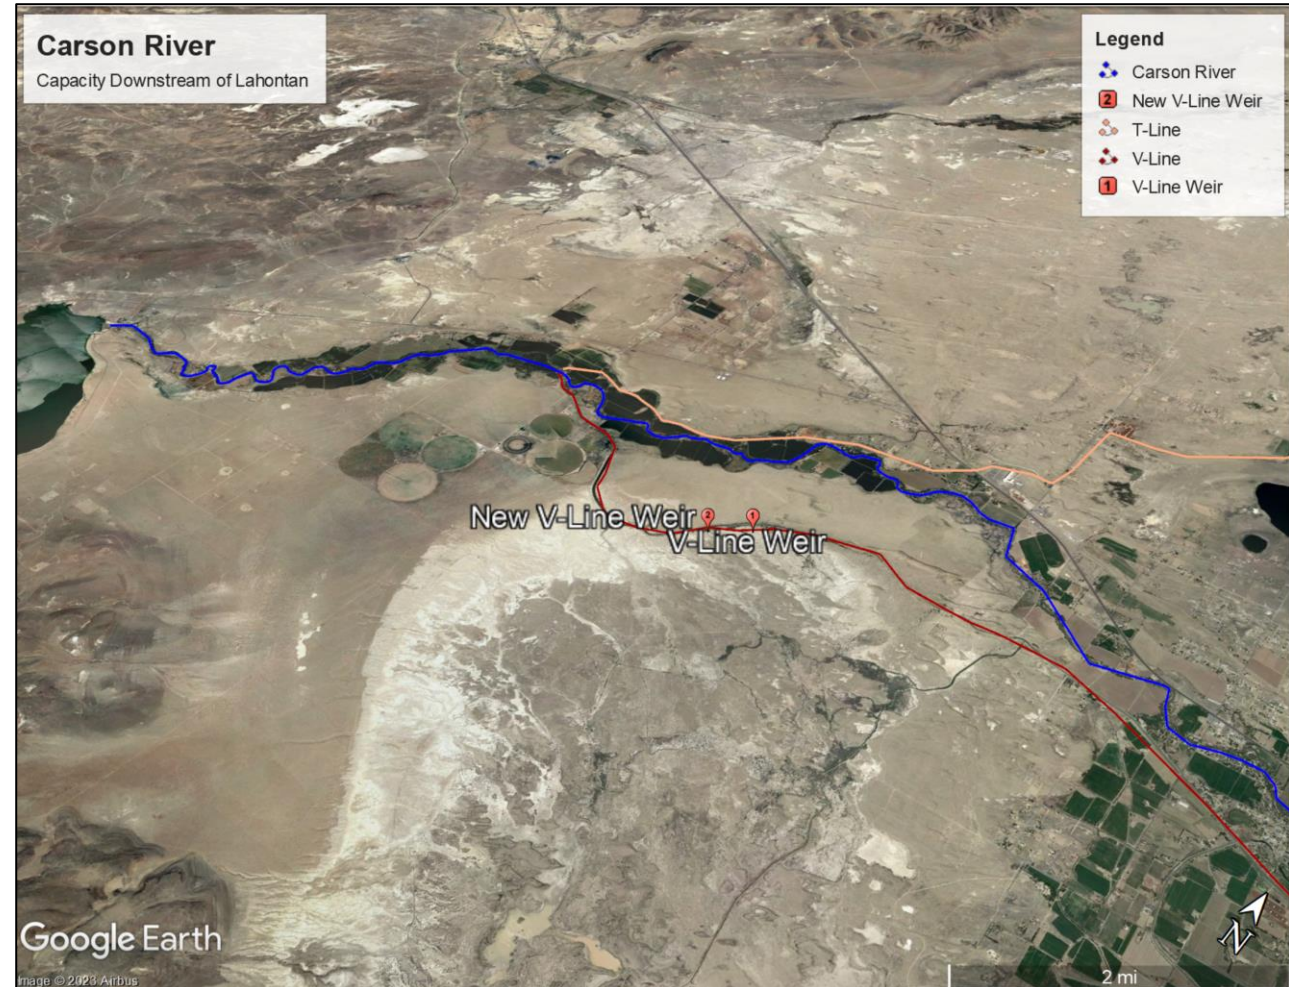 Carson River
Capacity Downstream of Lahontan
Legend
Carson River
2 New V-Line Weir
T-Line
V-Line
1 V-Line Weir
New V-Line Weir 2 1
V-Line Weir
Google Earth
N
Image © 2023 Airbus
2 mi